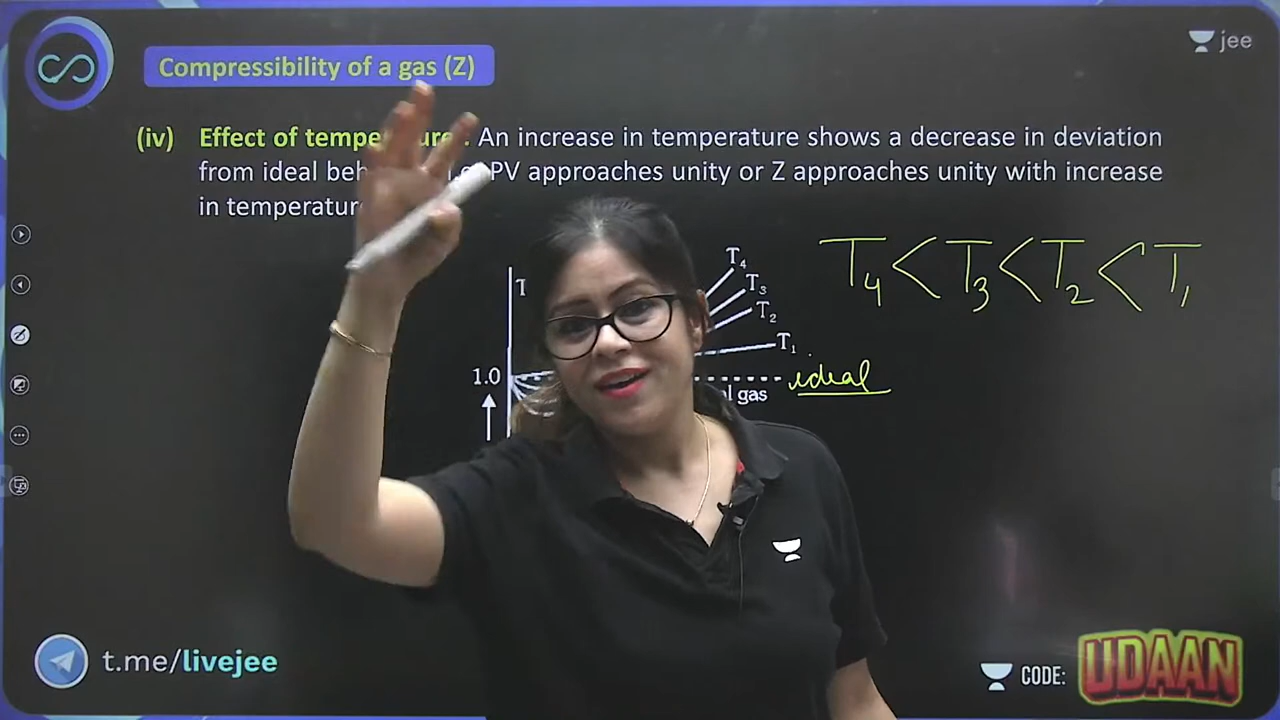 jee
Compressibility of a gas (Z)
(iv) Effect of tempe ure : An increase in temperature shows a decrease in deviation
from ideal beh PV approaches unity or Z approaches unity with increase
in temperatur
T₄ < T₃ < T₂ < T₁
T₄
T₃
T₂
T₁
1.0
ideal
l gas
t.me/livejee
CODE: UDAAN